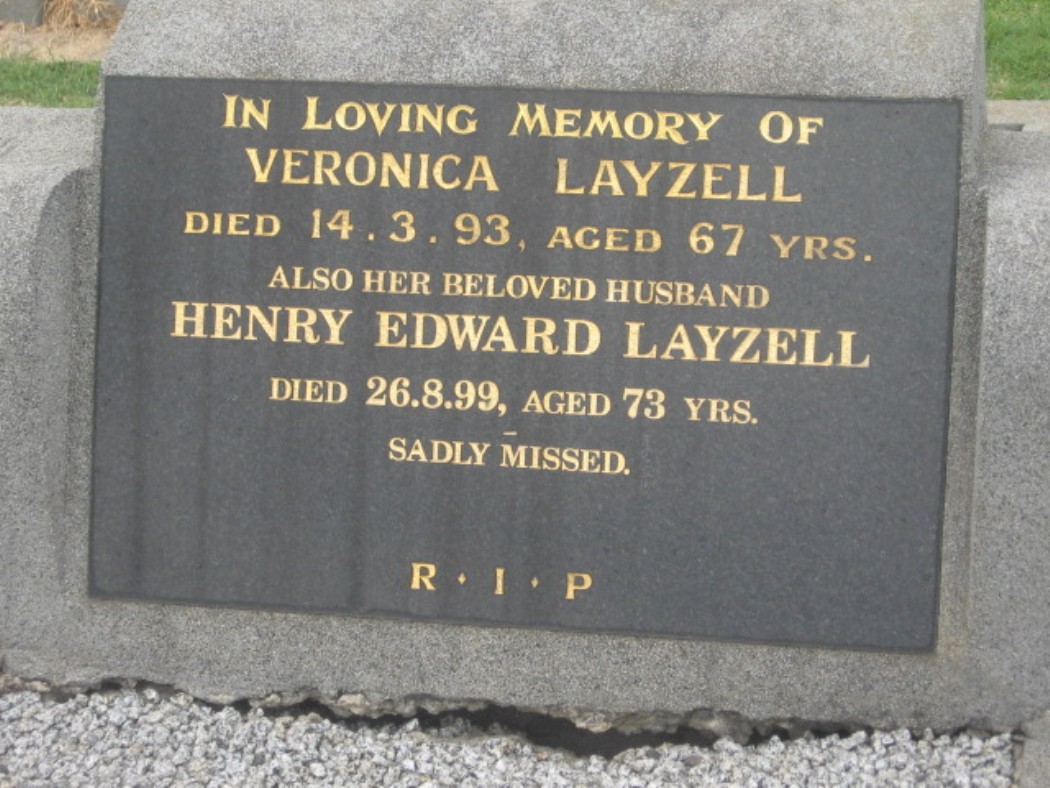 IN LOVING MEMORY OF
VERONICA LAYZELL
DIED 14.3.93, AGED 67 YRS.
ALSO HER BELOVED HUSBAND
HENRY EDWARD LAYZELL
DIED 26.8.99, AGED 73 YRS.
SADLY MISSED.
R · I · P